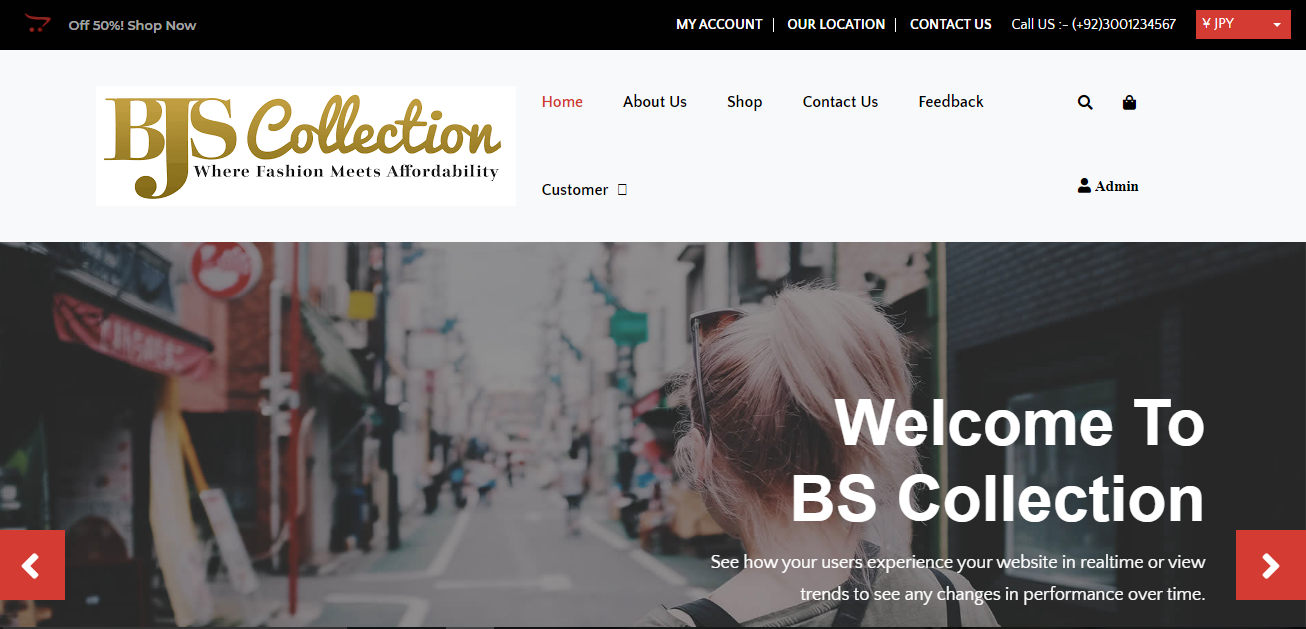 Off 50%! Shop Now
MY ACCOUNT | OUR LOCATION | CONTACT US Call US :- (+92)3001234567 ¥ JPY
BJS Collection
Where Fashion Meets Affordability
Home About Us Shop Contact Us Feedback
Customer
Admin
Welcome To
BS Collection
See how your users experience your website in realtime or view
trends to see any changes in performance over time.